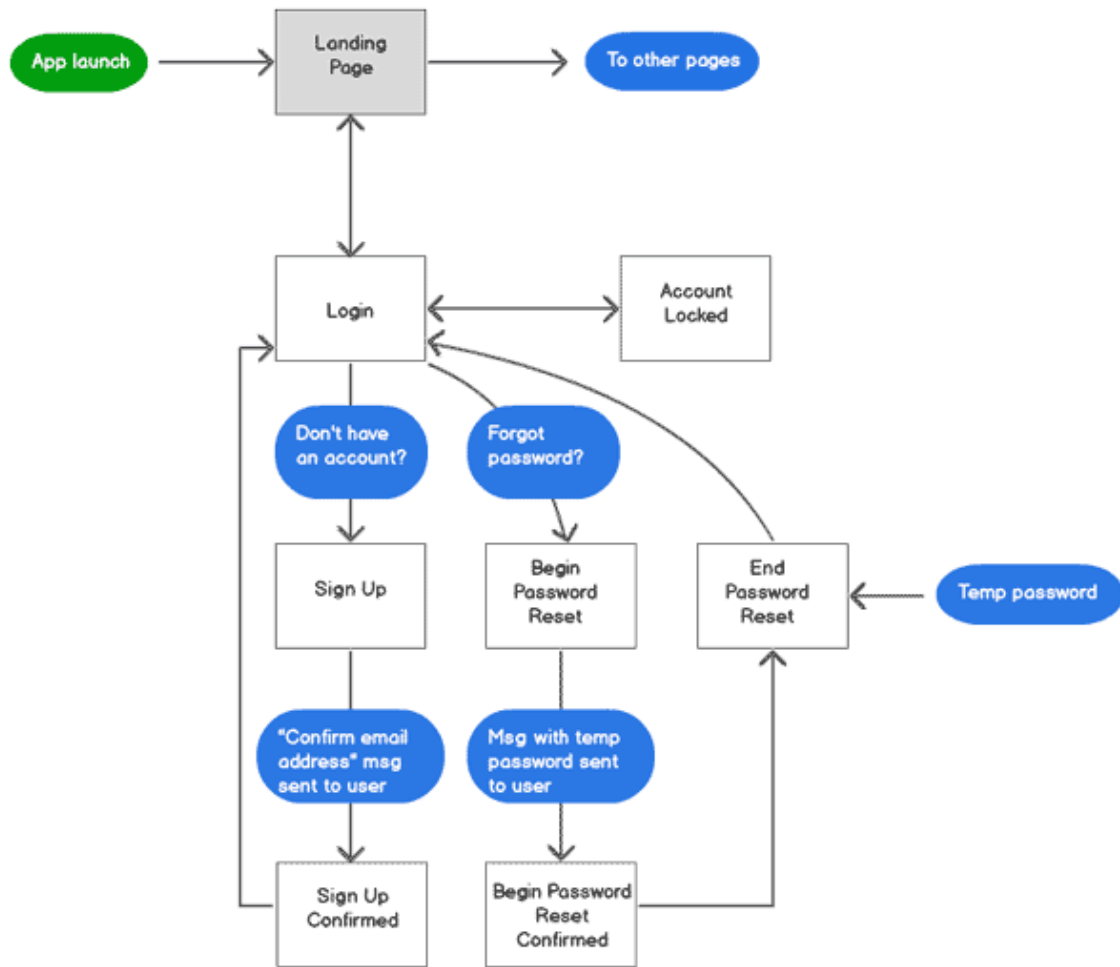 App launch
Landing
Page
To other pages
Login
Account
Locked
Don't have
an account?
Forgot
password?
Sign Up
Begin
Password
Reset
End
Password
Reset
Temp password
"Confirm email
address" msg
sent to user
Msg with temp
password sent
to user
Sign Up
Confirmed
Begin Password
Reset
Confirmed